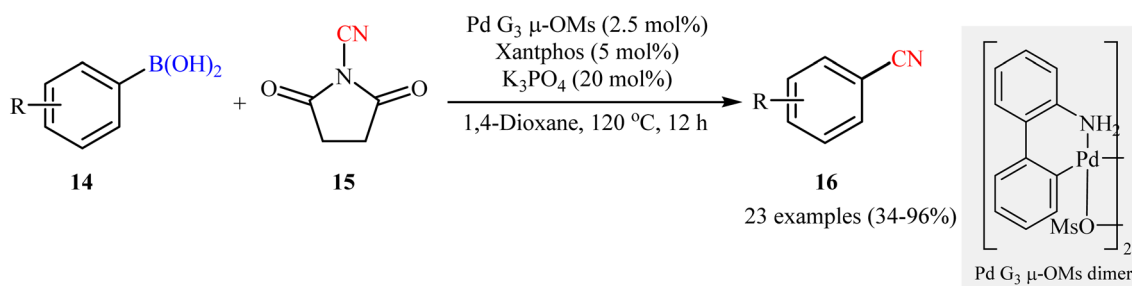 R
B(OH)2
14
+
CN
N
O
O
15
Pd G3 μ-OMs (2.5 mol%)
Xantphos (5 mol%)
K3PO4 (20 mol%)
1,4-Dioxane, 120 oC, 12 h
R
CN
16
23 examples (34-96%)
NH2
Pd
MsO
2
Pd G3 μ-OMs dimer